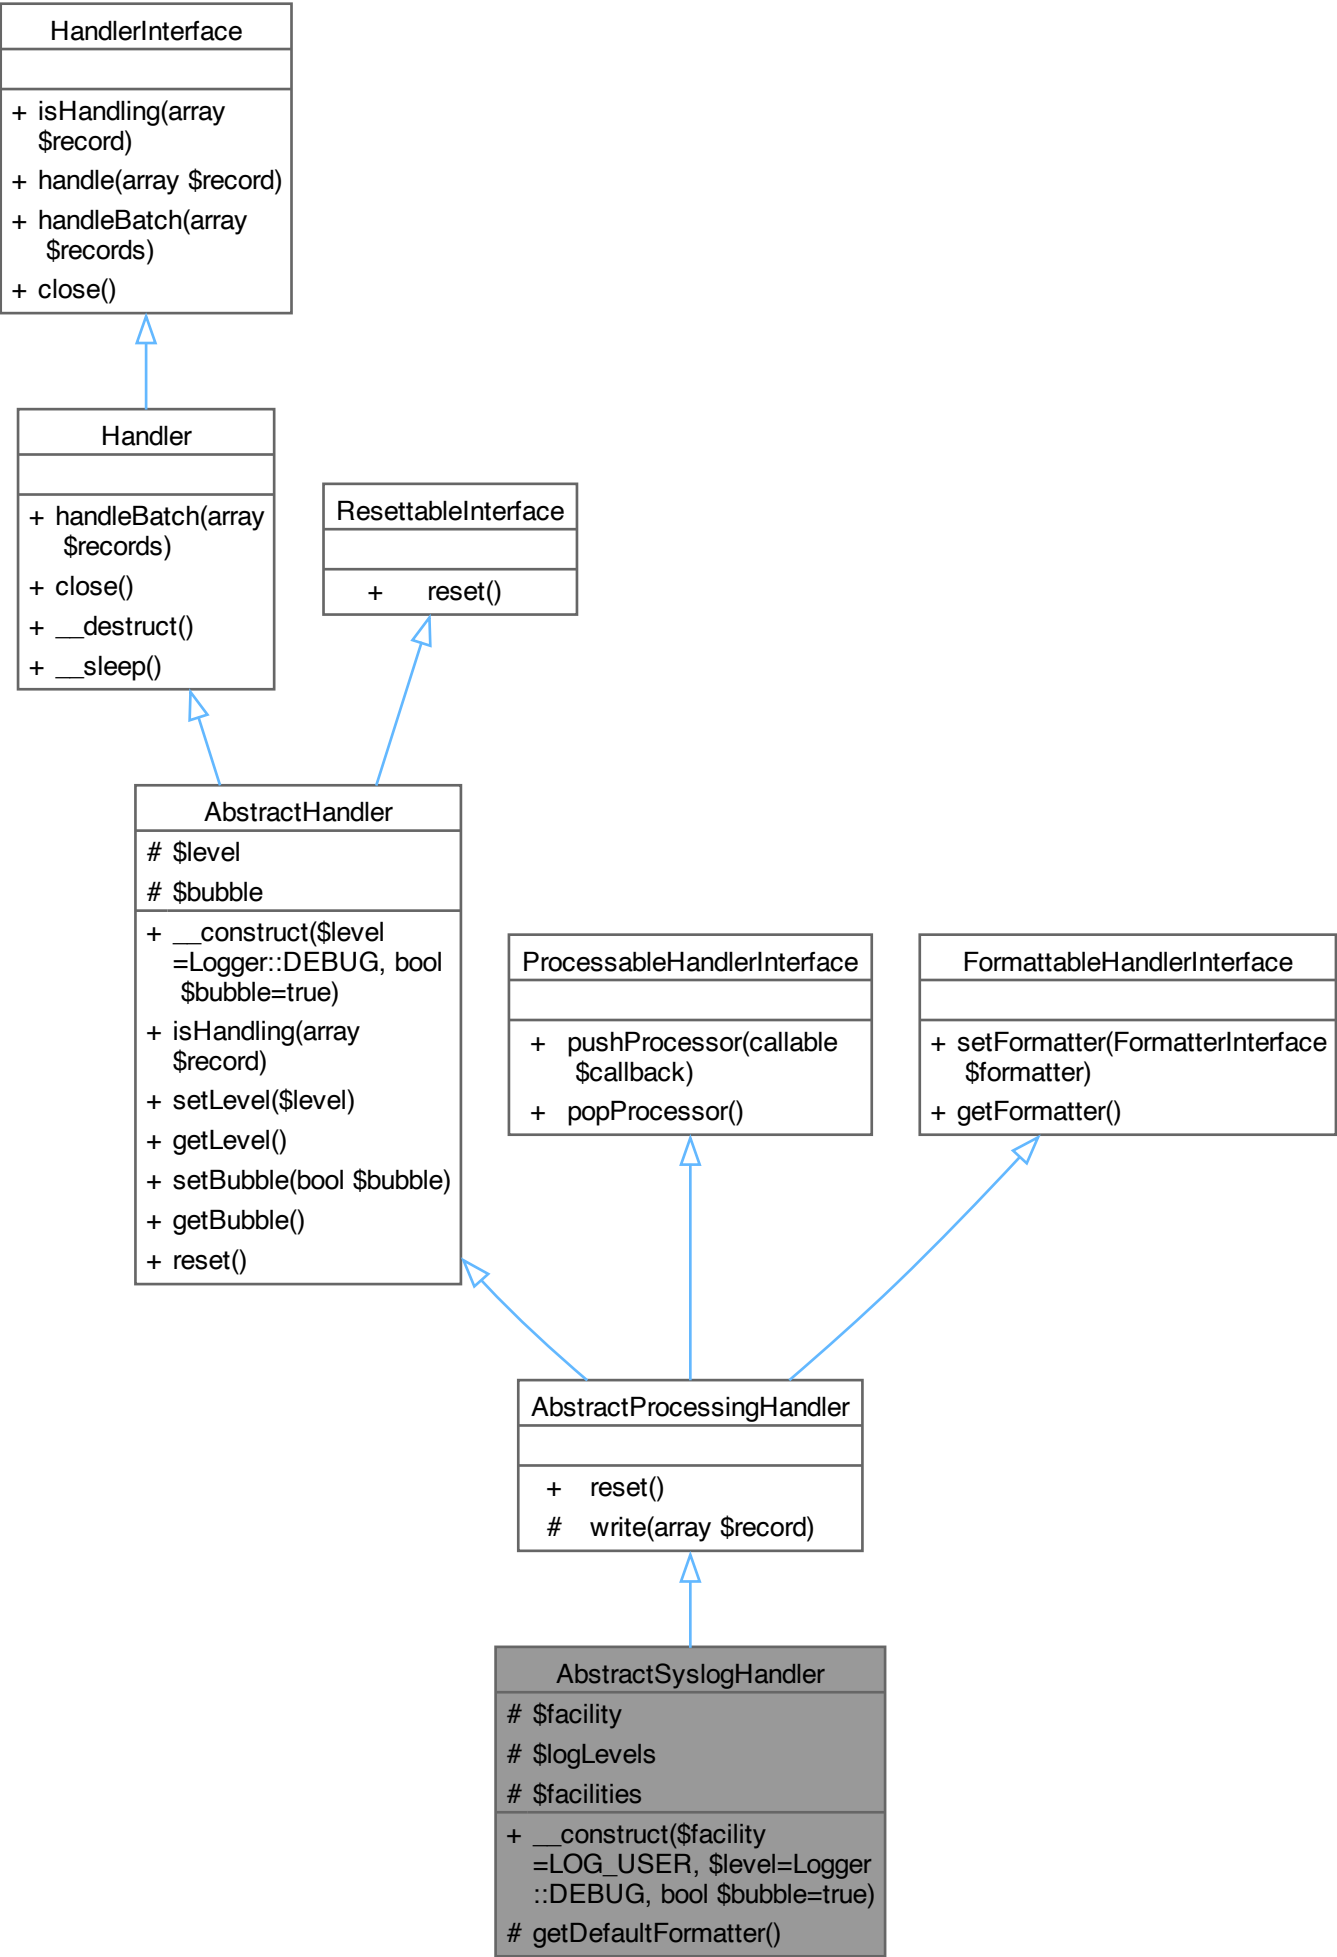 HandlerInterface
+ isHandling(array
$record)
+ handle(array $record)
+ handleBatch(array
$records)
+ close()
Handler
+ handleBatch(array
$records)
+ close()
+ __destruct()
+ __sleep()
ResettableInterface
+ reset()
AbstractHandler
# $level
# $bubble
+ __construct($level
=Logger::DEBUG, bool
$bubble=true)
+ isHandling(array
$record)
+ setLevel($level)
+ getLevel()
+ setBubble(bool $bubble)
+ getBubble()
+ reset()
ProcessableHandlerInterface
+ pushProcessor(callable
$callback)
+ popProcessor()
FormattableHandlerInterface
+ setFormatter(FormatterInterface
$formatter)
+ getFormatter()
AbstractProcessingHandler
+ reset()
# write(array $record)
AbstractSyslogHandler
# $facility
# $logLevels
# $facilities
+ __construct($facility
=LOG_USER, $level=Logger
::DEBUG, bool $bubble=true)
# getDefaultFormatter()